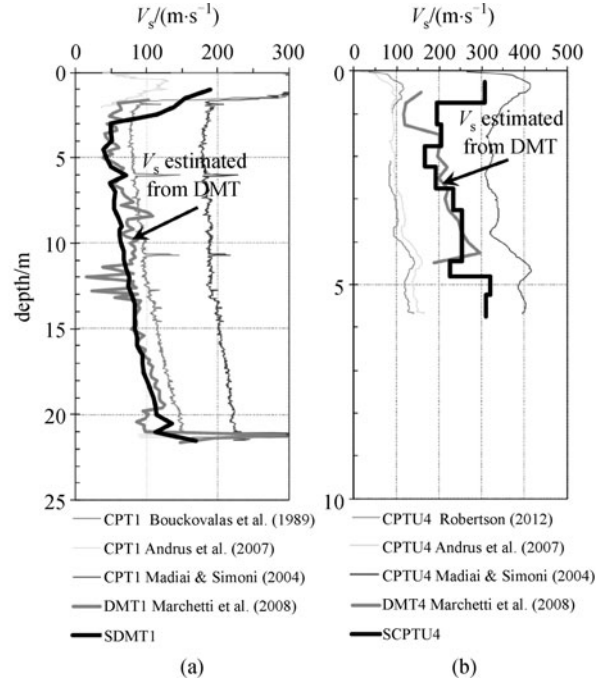 Vs/(m·s⁻¹)
0 100 200 300
0
5
10
15
20
25
depth/m
Vs estimated
from DMT
CPT1 Bouckovalas et al. (1989)
CPT1 Andrus et al. (2007)
CPT1 Madiai & Simoni (2004)
DMT1 Marchetti et al. (2008)
SDMT1
(a)
Vs/(m·s⁻¹)
0 100 200 300 400 500
0
5
10
Vs estimated
from DMT
CPTU4 Robertson (2012)
CPTU4 Andrus et al. (2007)
CPTU4 Madiai & Simoni (2004)
DMT4 Marchetti et al. (2008)
SCPTU4
(b)